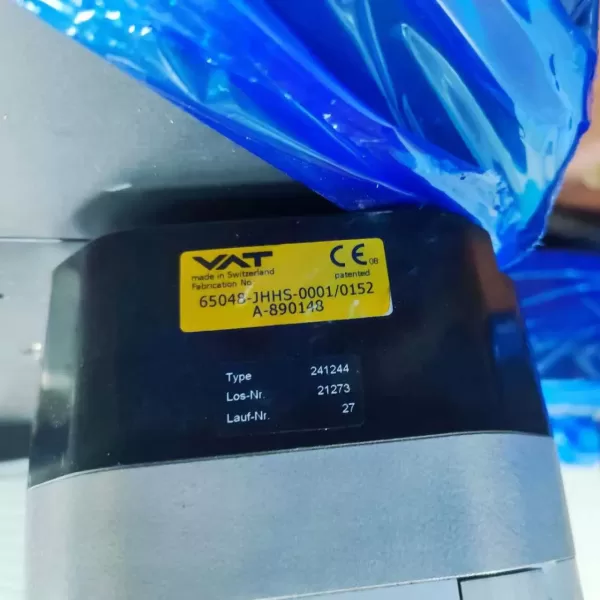 VAT
CE 08
made in Switzerland
patented
Fabrication No.
65048-JHHS-0001/0152
A-890148
Type 241244
Los-Nr. 21273
Lauf-Nr. 27